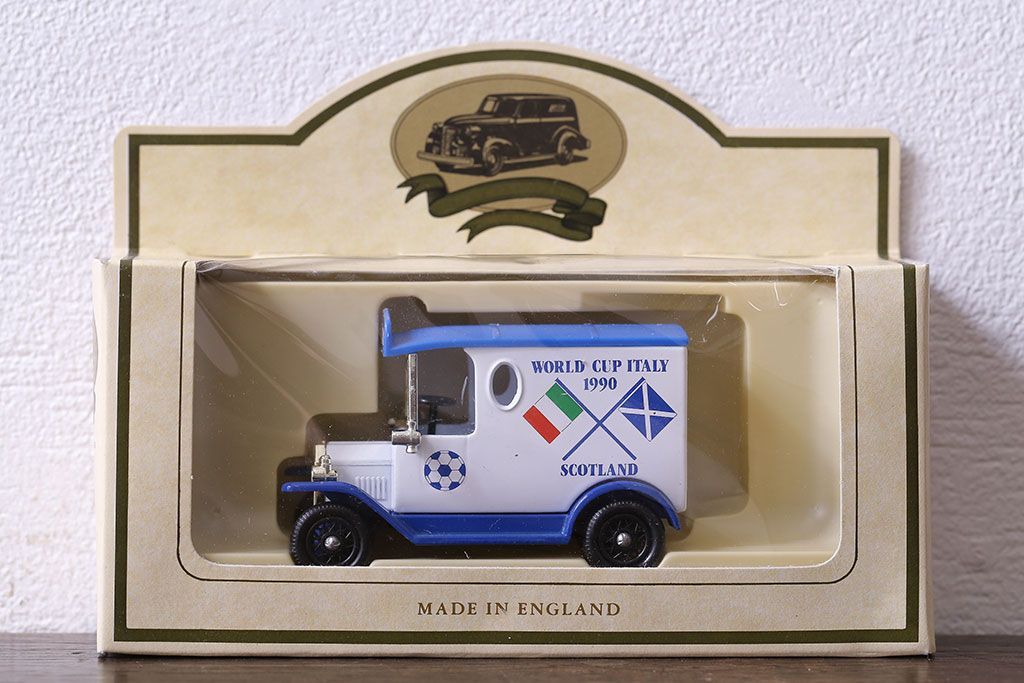 WORLD CUP ITALY
1990
SCOTLAND
MADE IN ENGLAND